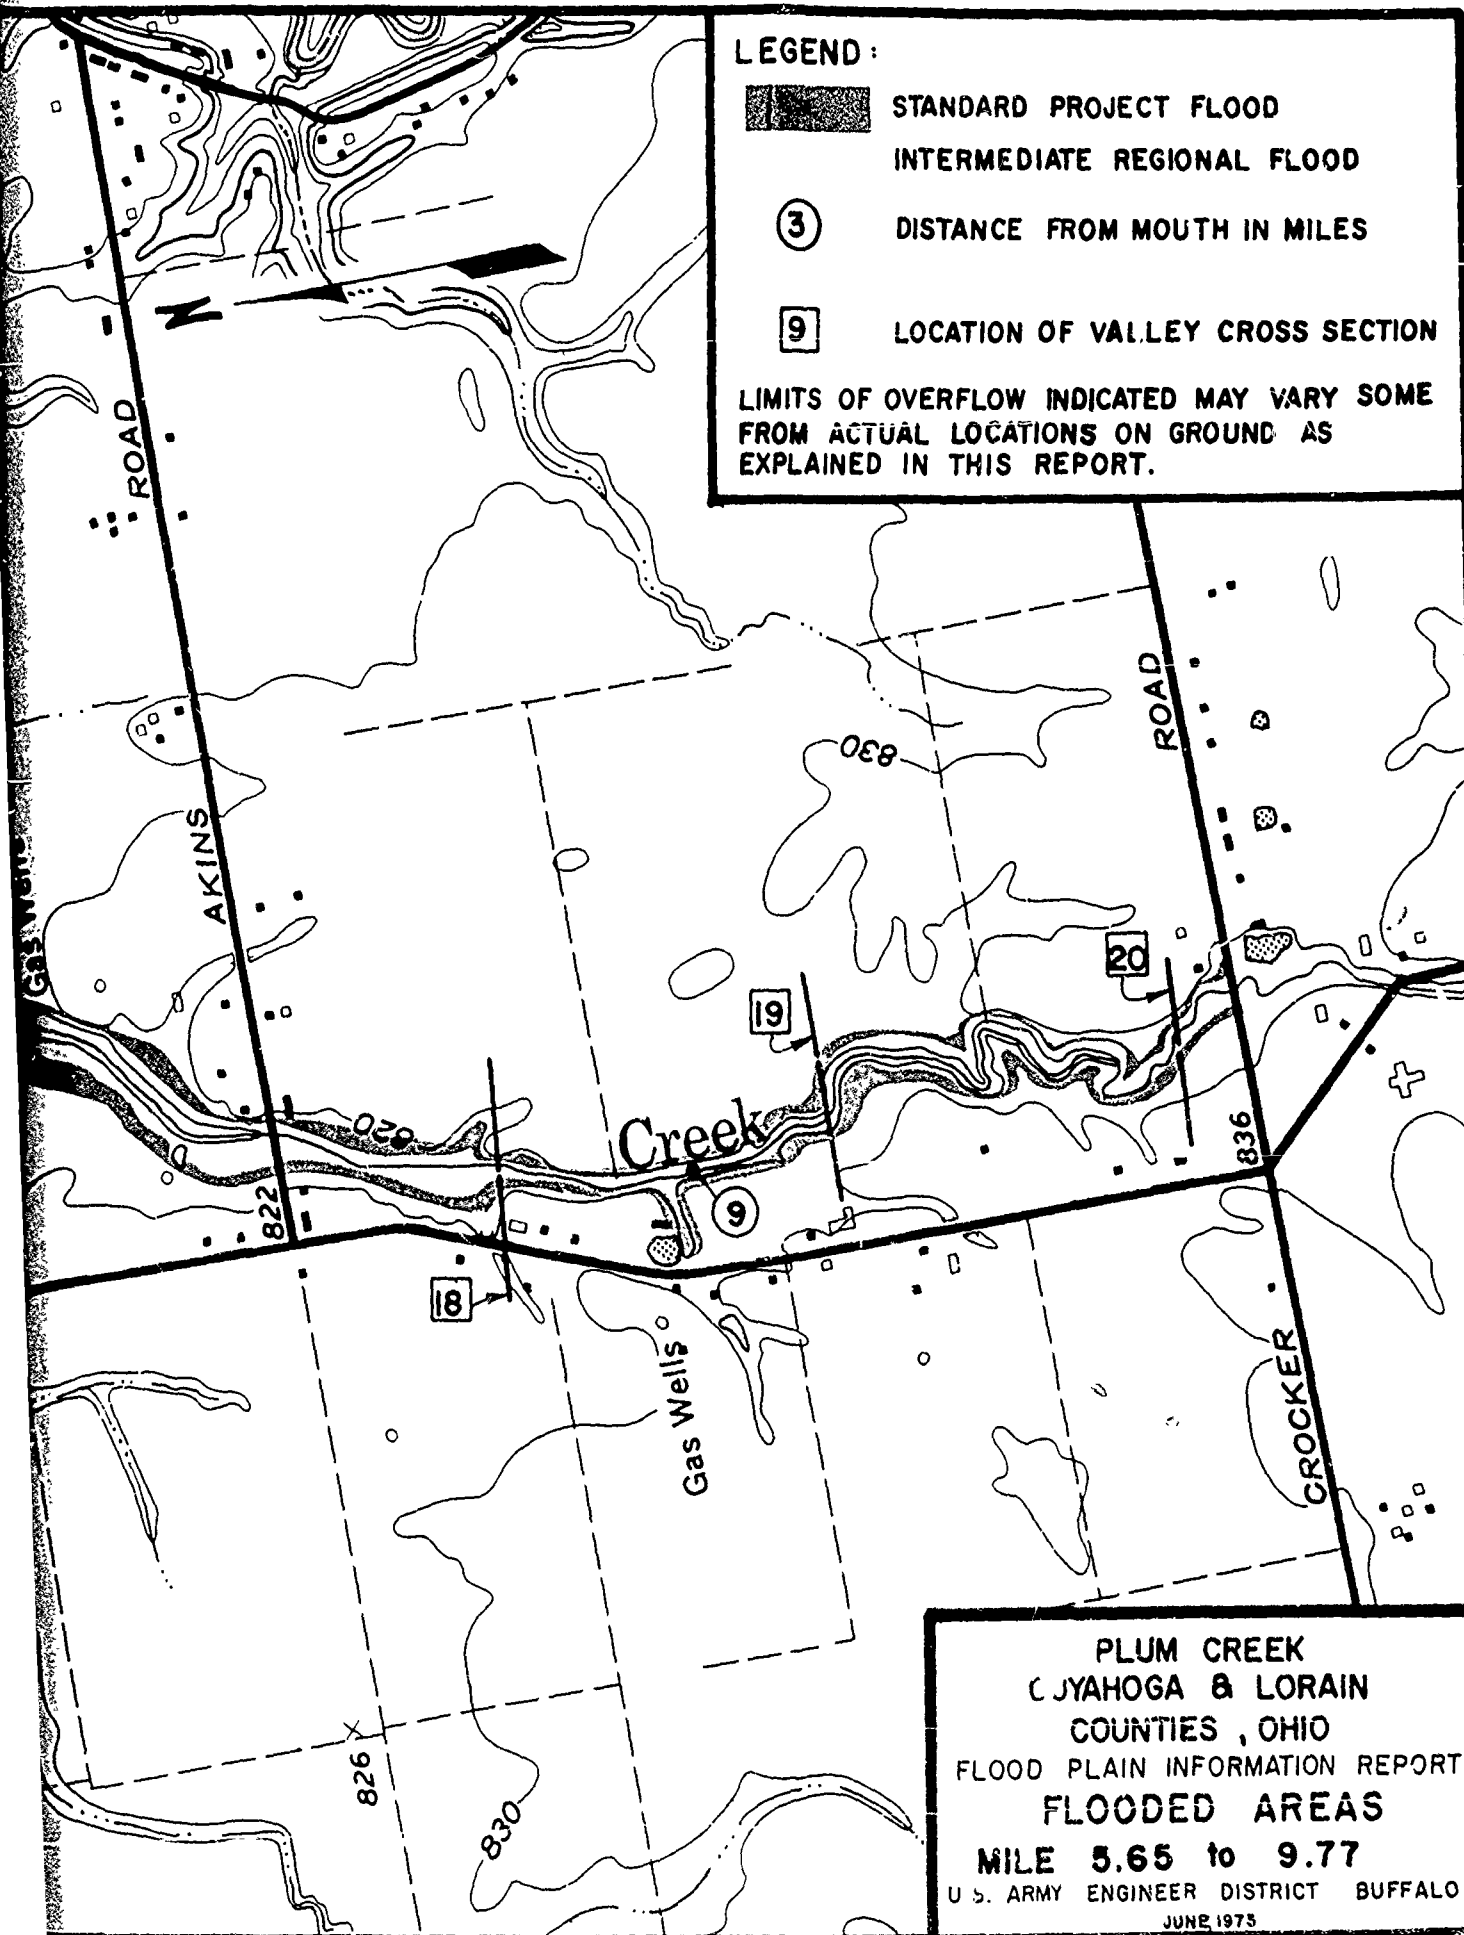 LEGEND:
STANDARD PROJECT FLOOD
INTERMEDIATE REGIONAL FLOOD
3
DISTANCE FROM MOUTH IN MILES
9
LOCATION OF VALLEY CROSS SECTION
LIMITS OF OVERFLOW INDICATED MAY VARY SOME
FROM ACTUAL LOCATIONS ON GROUND AS
EXPLAINED IN THIS REPORT.
N
ROAD
AKINS
ROAD
830
Gas Wells
20
19
820
Creek
9
836
822
18
Gas Wells
CROCKER
826
830
PLUM CREEK
CUYAHOGA & LORAIN
COUNTIES, OHIO
FLOOD PLAIN INFORMATION REPORT
FLOODED AREAS
MILE 5.65 to 9.77
U.S. ARMY ENGINEER DISTRICT BUFFALO
JUNE, 1975